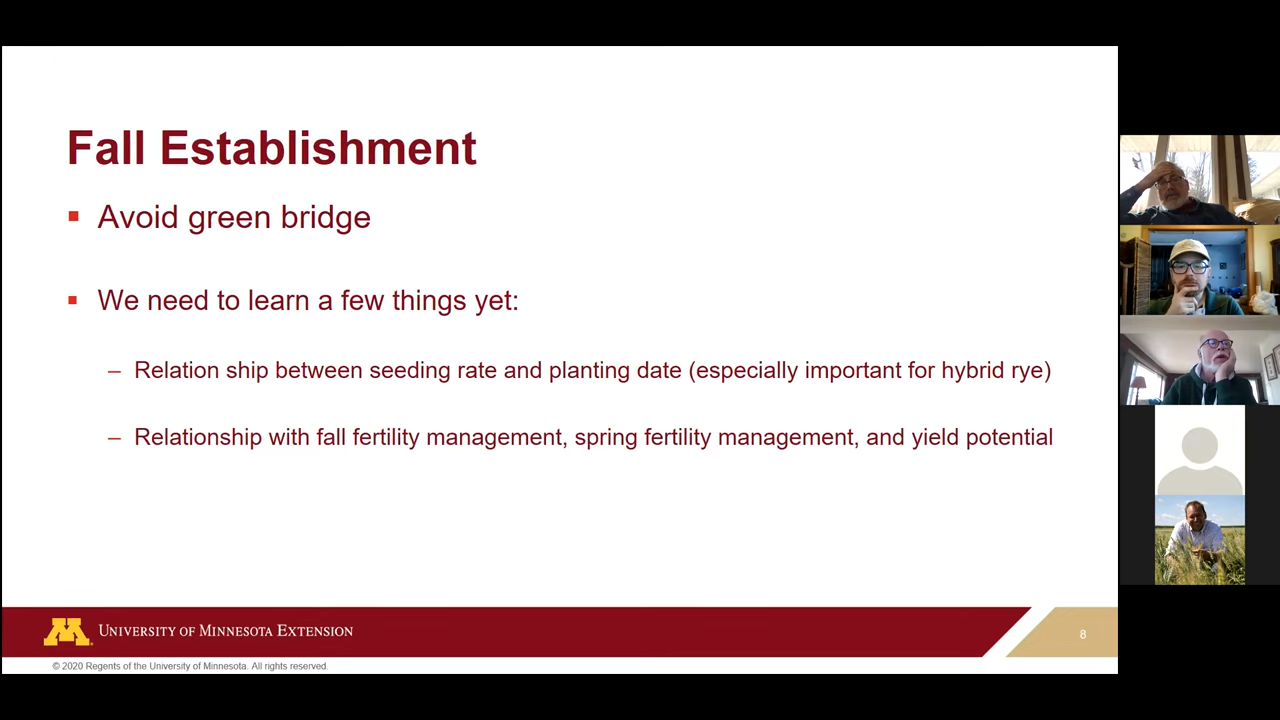 Fall Establishment
▪ Avoid green bridge
▪ We need to learn a few things yet:
– Relation ship between seeding rate and planting date (especially important for hybrid rye)
– Relationship with fall fertility management, spring fertility management, and yield potential
M UNIVERSITY OF MINNESOTA EXTENSION
8
© 2020 Regents of the University of Minnesota. All rights reserved.